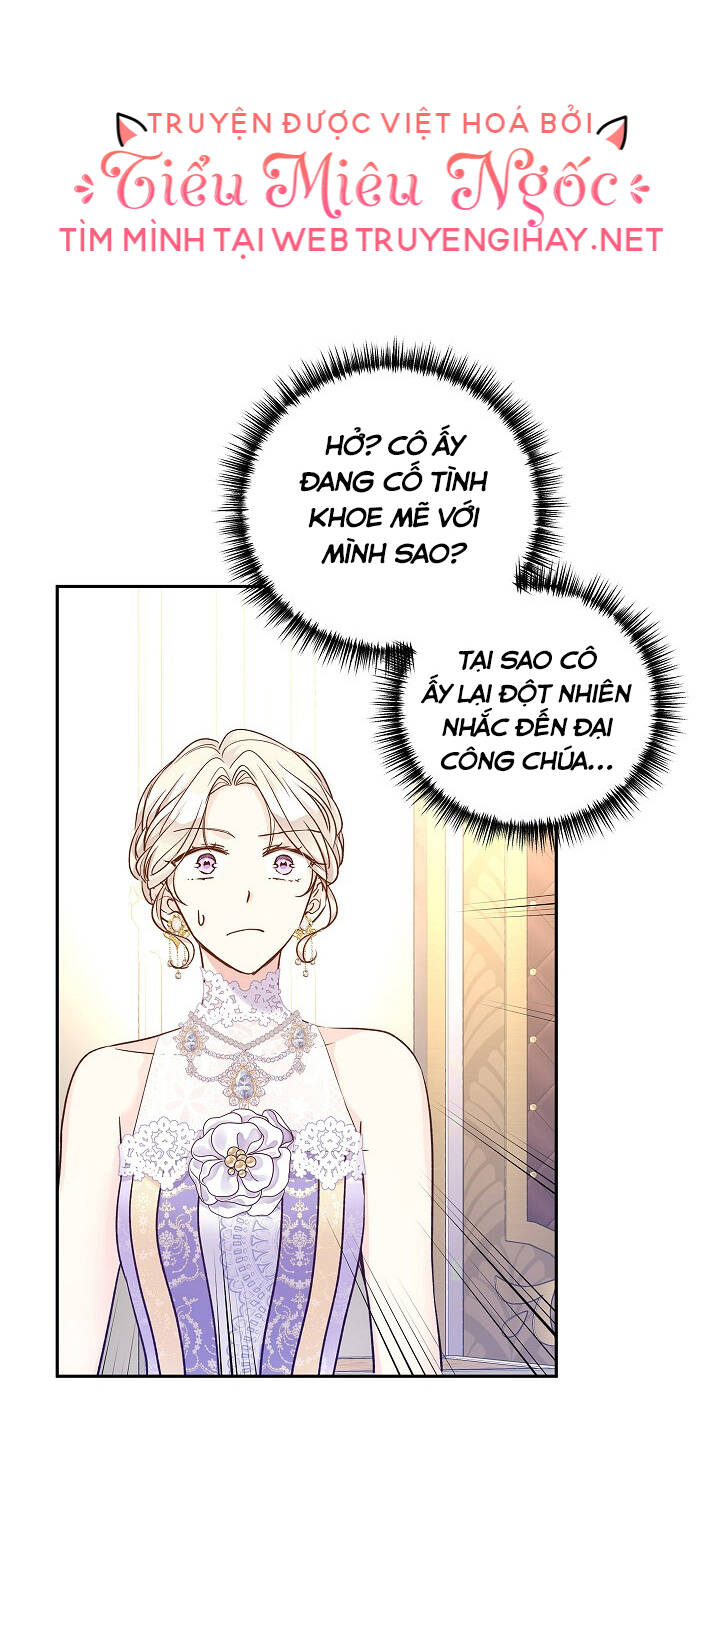 TRUYỆN ĐƯỢC VIỆT HOÁ BỞI
Tiểu Miêu Ngốc
TÌM MÌNH TẠI WEB TRUYENGIHAY.NET
HỞ? CÔ ẤY
ĐANG CỐ TÌNH
KHOE MẼ VỚI
MÌNH SAO?
TẠI SAO CÔ
ẤY LẠI ĐỘT NHIÊN
NHẮC ĐẾN ĐẠI
CÔNG CHÚA...